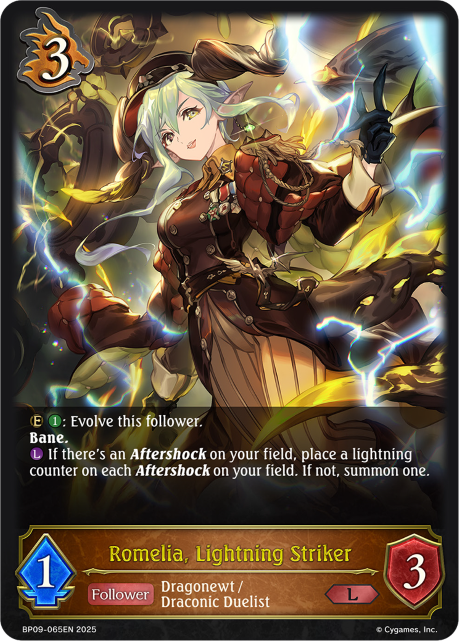 3
E 1: Evolve this follower.
Bane.
L If there's an Aftershock on your field, place a lightning
counter on each Aftershock on your field. If not, summon one.
Romelia, Lightning Striker
1
Follower
Dragonewt /
Draconic Duelist
L
3
BP09-065EN 2025
© Cygames, Inc.